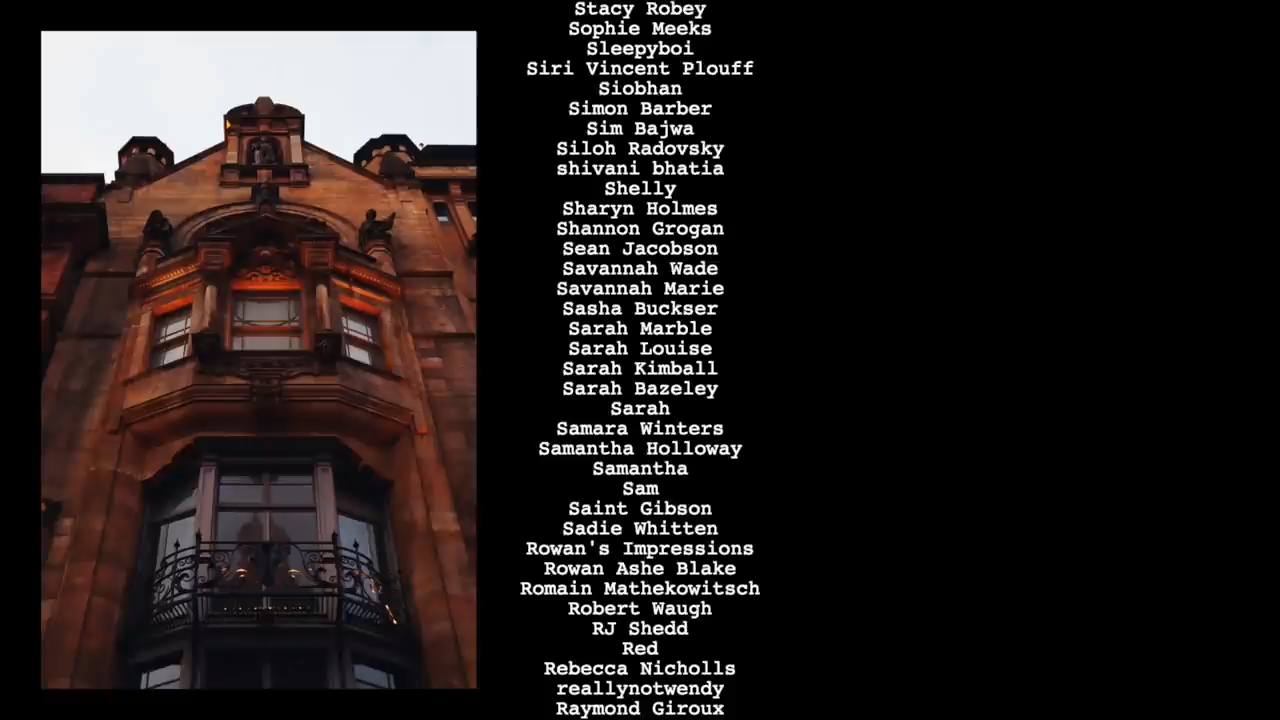 Stacy Robey
Sophie Meeks
Sleepyboi
Siri Vincent Plouff
Siobhan
Simon Barber
Sim Bajwa
Siloh Radovsky
shivani bhatia
Shelly
Sharyn Holmes
Shannon Grogan
Sean Jacobson
Savannah Wade
Savannah Marie
Sasha Buckser
Sarah Marble
Sarah Louise
Sarah Kimball
Sarah Bazeley
Sarah
Samara Winters
Samantha Holloway
Samantha
Sam
Saint Gibson
Sadie Whitten
Rowan's Impressions
Rowan Ashe Blake
Romain Mathekowitsch
Robert Waugh
RJ Shedd
Red
Rebecca Nicholls
reallynotwendy
Raymond Giroux